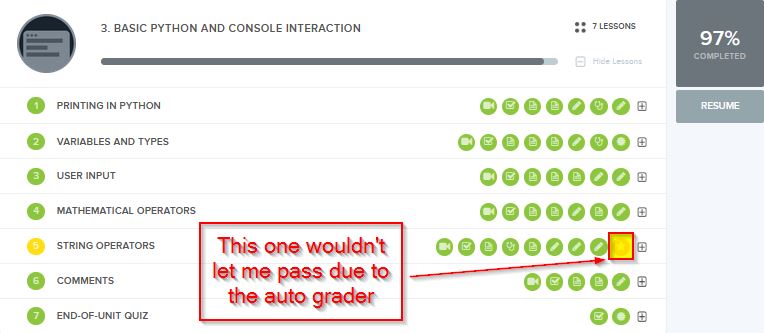 3. BASIC PYTHON AND CONSOLE INTERACTION
7 LESSONS
Hide Lessons
97%
COMPLETED
RESUME
1 PRINTING IN PYTHON
2 VARIABLES AND TYPES
3 USER INPUT
4 MATHEMATICAL OPERATORS
5 STRING OPERATORS
6 COMMENTS
7 END-OF-UNIT QUIZ
This one wouldn't
let me pass due to
the auto grader